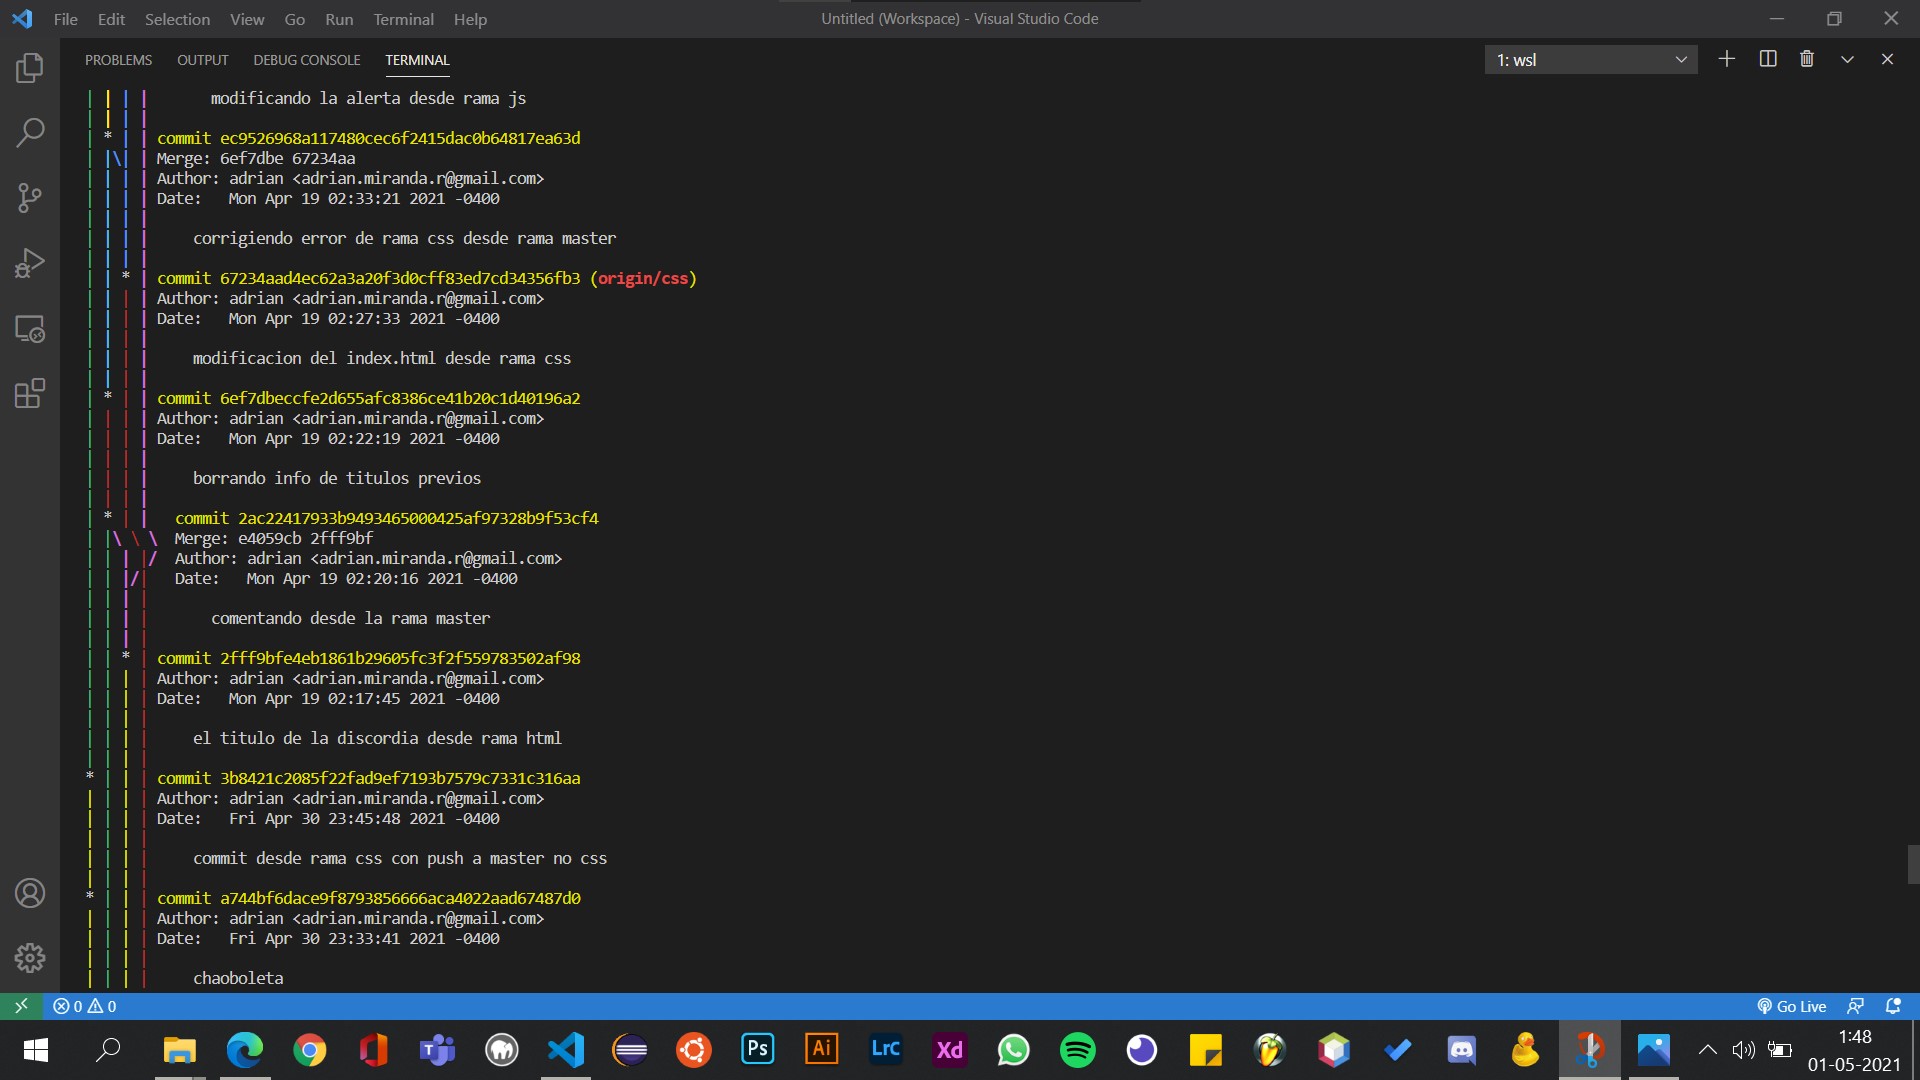 File Edit Selection View Go Run Terminal Help
Untitled (Workspace) - Visual Studio Code
PROBLEMS OUTPUT DEBUG CONSOLE TERMINAL
1: wsl
modificando la alerta desde rama js
* commit ec9526968a117480cec6f2415dac0b64817ea63d
Merge: 6ef7dbe 67234aa
Author: adrian <adrian.miranda.r@gmail.com>
Date: Mon Apr 19 02:33:21 2021 -0400
corrigiendo error de rama css desde rama master
* commit 67234aad4ec62a3a20f3d0cff83ed7cd34356fb3 (origin/css)
Author: adrian <adrian.miranda.r@gmail.com>
Date: Mon Apr 19 02:27:33 2021 -0400
modificacion del index.html desde rama css
* commit 6ef7dbeccfe2d655afc8386ce41b20c1d40196a2
Author: adrian <adrian.miranda.r@gmail.com>
Date: Mon Apr 19 02:22:19 2021 -0400
borrando info de titulos previos
* commit 2ac22417933b9493465000425af97328b9f53cf4
Merge: e4059cb 2fff9bf
Author: adrian <adrian.miranda.r@gmail.com>
Date: Mon Apr 19 02:20:16 2021 -0400
comentando desde la rama master
* commit 2fff9bfe4eb1861b29605fc3f2f559783502af98
Author: adrian <adrian.miranda.r@gmail.com>
Date: Mon Apr 19 02:17:45 2021 -0400
el titulo de la discordia desde rama html
* commit 3b8421c2085f22fad9ef7193b7579c7331c316aa
Author: adrian <adrian.miranda.r@gmail.com>
Date: Fri Apr 30 23:45:48 2021 -0400
commit desde rama css con push a master no css
* commit a744bf6dace9f8793856666aca4022aad67487d0
Author: adrian <adrian.miranda.r@gmail.com>
Date: Fri Apr 30 23:33:41 2021 -0400
chaoboleta
0 0
Go Live
Ps Ai LrC Xd
1:48
01-05-2021